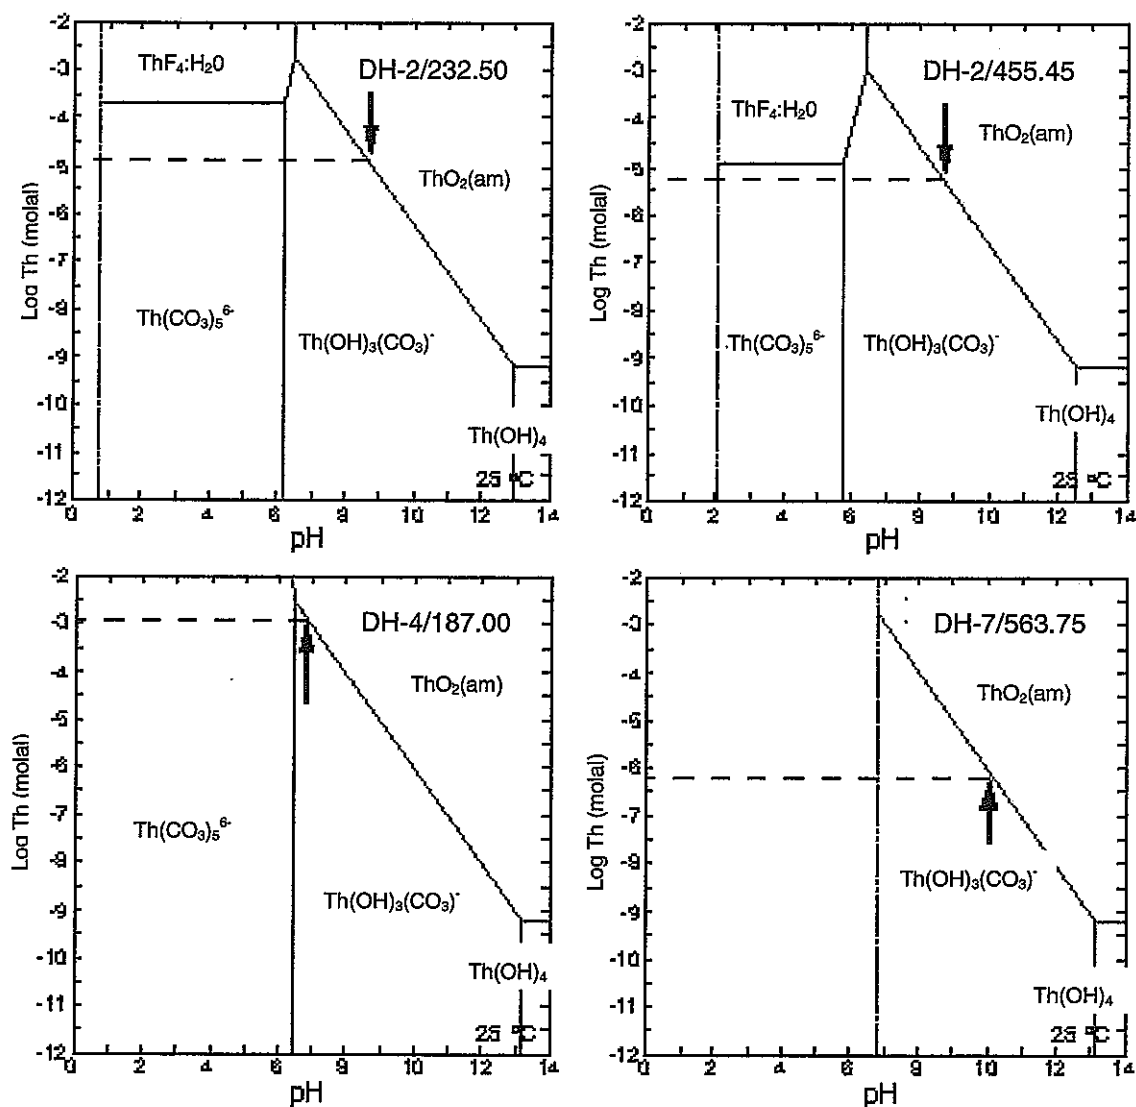 -2
-3
-4
-5
-6
-7
-8
-9
-10
-11
-12
Log Th (molal)
ThF₄:H₂0
DH-2/232.50
ThO₂(am)
Th(CO₃)₅⁶⁻
Th(OH)₃(CO₃)⁻
Th(OH)₄
25 °C
0 2 4 6 8 10 12 14
pH
-2
-3
-4
-5
-6
-7
-8
-9
-10
-11
-12
Log Th (molal)
DH-2/455.45
ThF₄:H₂0
ThO₂(am)
Th(CO₃)₅⁶⁻ Th(OH)₃(CO₃)⁻
Th(OH)₄
25 °C
0 2 4 6 8 10 12 14
pH
-2
-3
-4
-5
-6
-7
-8
-9
-10
-11
-12
Log Th (molal)
DH-4/187.00
ThO₂(am)
Th(CO₃)₅⁶⁻
Th(OH)₃(CO₃)⁻
Th(OH)₄
25 °C
0 2 4 6 8 10 12 14
pH
-2
-3
-4
-5
-6
-7
-8
-9
-10
-11
-12
Log Th (molal)
DH-7/563.75
ThO₂(am)
Th(OH)₃(CO₃)⁻
Th(OH)₄
25 °C
0 2 4 6 8 10 12 14
pH